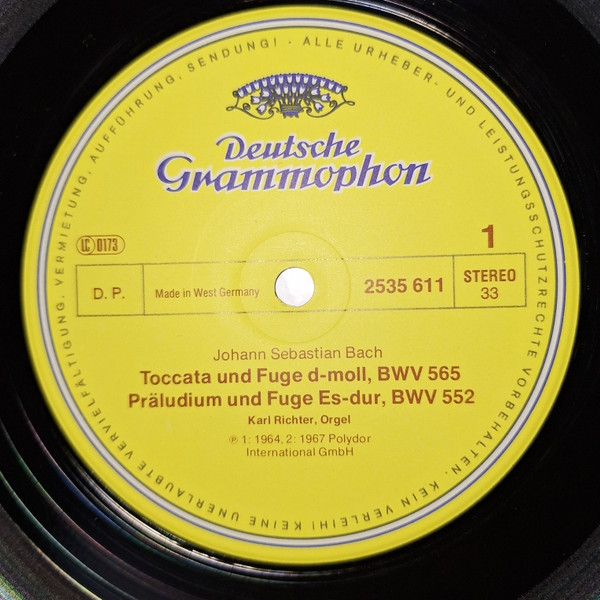 ALLE URHEBER- UND LEISTUNGSSCHUTZRECHTE VORBEHALTEN. KEIN VERLEIH! KEINE UNERLAUBTE VERVIELFÄLTIGUNG, VERMIETUNG, AUFFÜHRUNG, SENDUNG! ·
Deutsche
Grammophon
LC 0173
1
D. P.
Made in West Germany
2535 611
STEREO
33
Johann Sebastian Bach
Toccata und Fuge d-moll, BWV 565
Präludium und Fuge Es-dur, BWV 552
Karl Richter, Orgel
℗ 1: 1964, 2: 1967 Polydor
International GmbH